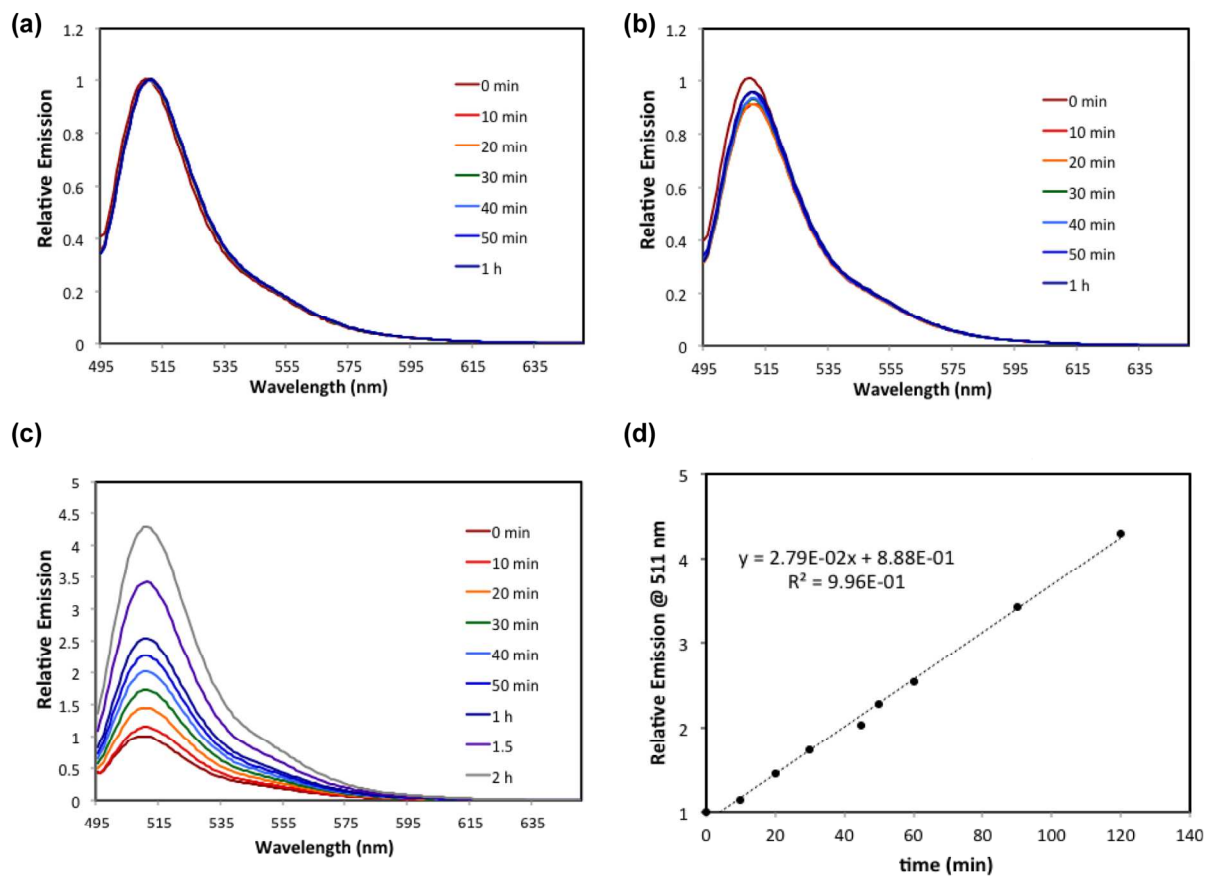 (a)
1.2
1
0.8
0.6
0.4
0.2
0
Relative Emission
495 515 535 555 575 595 615 635
Wavelength (nm)
0 min
10 min
20 min
30 min
40 min
50 min
1 h
(b)
1.2
1
0.8
0.6
0.4
0.2
0
Relative Emission
495 515 535 555 575 595 615 635
Wavelength (nm)
0 min
10 min
20 min
30 min
40 min
50 min
1 h
(c)
5
4.5
4
3.5
3
2.5
2
1.5
1
0.5
0
Relative Emission
495 515 535 555 575 595 615 635
Wavelength (nm)
0 min
10 min
20 min
30 min
40 min
50 min
1 h
1.5
2 h
(d)
5
4
3
2
1
Relative Emission @ 511 nm
y = 2.79E-02x + 8.88E-01
R² = 9.96E-01
0 20 40 60 80 100 120 140
time (min)